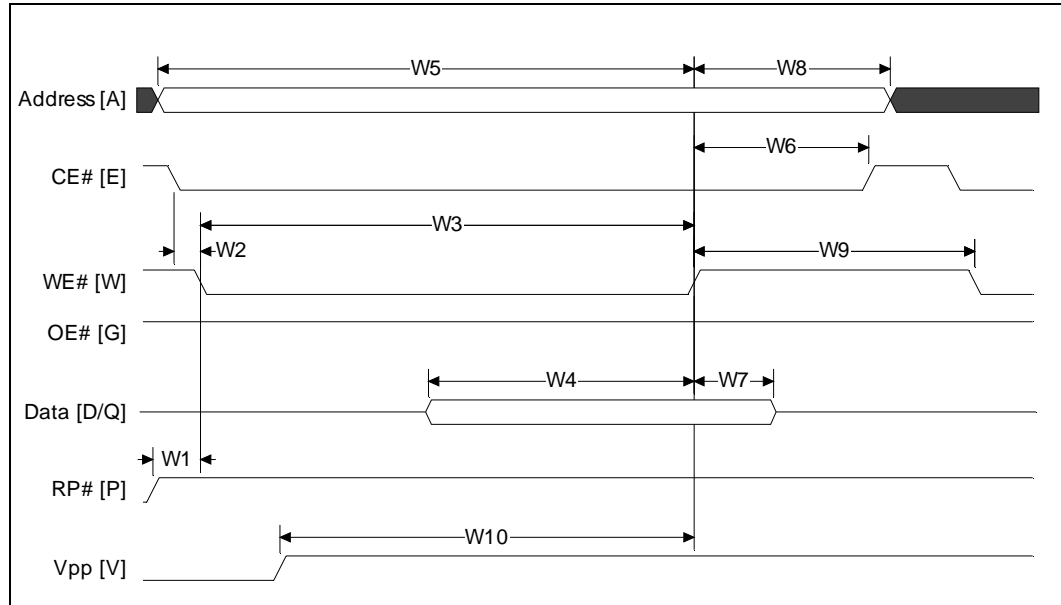 W5
W8
Address [A]
W6
CE# [E]
W3
W2
W9
WE# [W]
OE# [G]
W4
W7
Data [D/Q]
W1
RP# [P]
W10
Vpp [V]